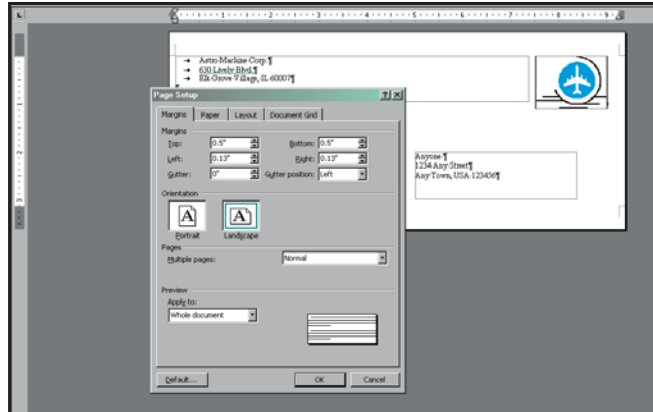 Astro-Machine Corp.¶
630 Lively Blvd.¶
Elk Grove Village, IL 60007¶
Page Setup
Margins Paper Layout Document Grid
Margins
Top: 0.5" Bottom: 0.5"
Left: 0.13" Right: 0.13"
Gutter: 0" Gutter position: Left
Orientation
Portrait Landscape
Pages
Multiple pages: Normal
Preview
Apply to:
Whole document
Default... OK Cancel
Anyone ¶
1234 Any Street¶
Any Town, USA 123456¶